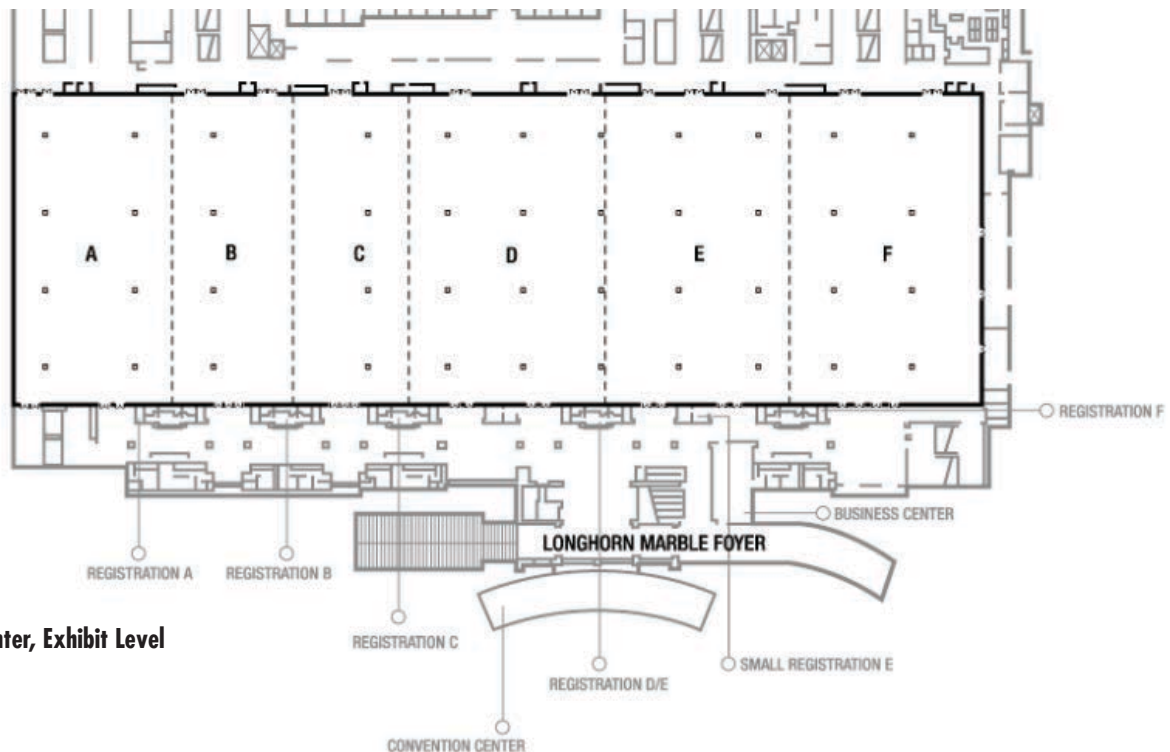 A
B
C
D
E
F
REGISTRATION F
BUSINESS CENTER
LONGHORN MARBLE FOYER
REGISTRATION A
REGISTRATION B
nter, Exhibit Level
REGISTRATION C
SMALL REGISTRATION E
REGISTRATION D/E
CONVENTION CENTER